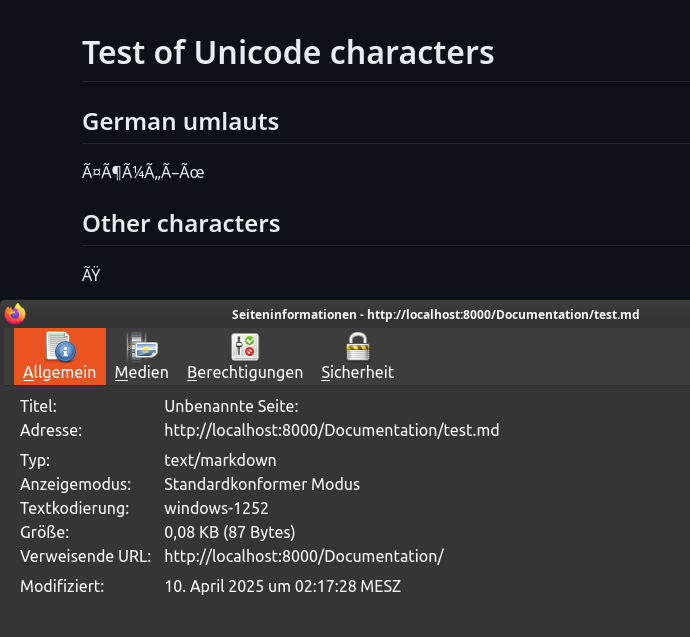 Test of Unicode characters
German umlauts
Ã¤Ã¶Ã¼Ã„Ã–Ãœ
Other characters
ÃŸ
Seiteninformationen - http://localhost:8000/Documentation/test.md
Allgemein Medien Berechtigungen Sicherheit
Titel: Unbenannte Seite:
Adresse: http://localhost:8000/Documentation/test.md
Typ: text/markdown
Anzeigemodus: Standardkonformer Modus
Textkodierung: windows-1252
Größe: 0,08 KB (87 Bytes)
Verweisende URL: http://localhost:8000/Documentation/
Modifiziert: 10. April 2025 um 02:17:28 MESZ